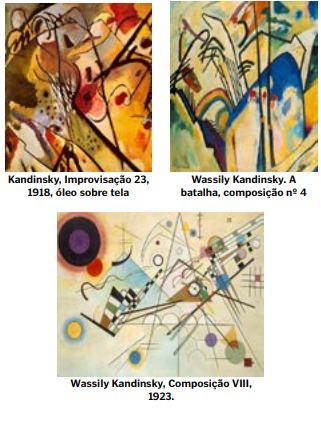 Kandinsky, Improvisação 23,
1918, óleo sobre tela
Wassily Kandinsky. A
batalha, composição nº 4
Wassily Kandinsky, Composição VIII,
1923.